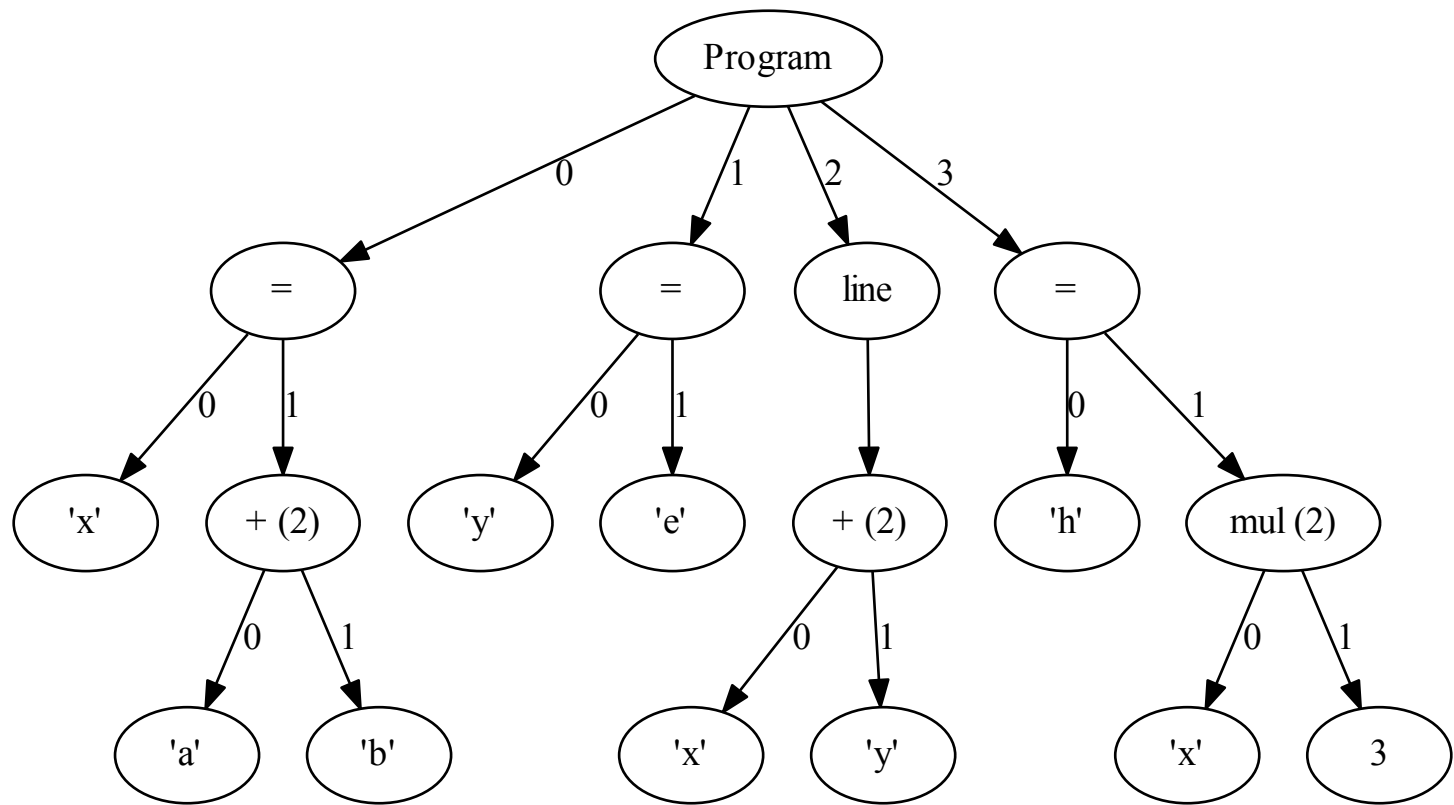 Program
0 1 2 3
= = line =
0 1 0 1 0 1
'x' + (2) 'y' 'e' + (2) 'h' mul (2)
0 1 0 1 0 1
'a' 'b' 'x' 'y' 'x' 3